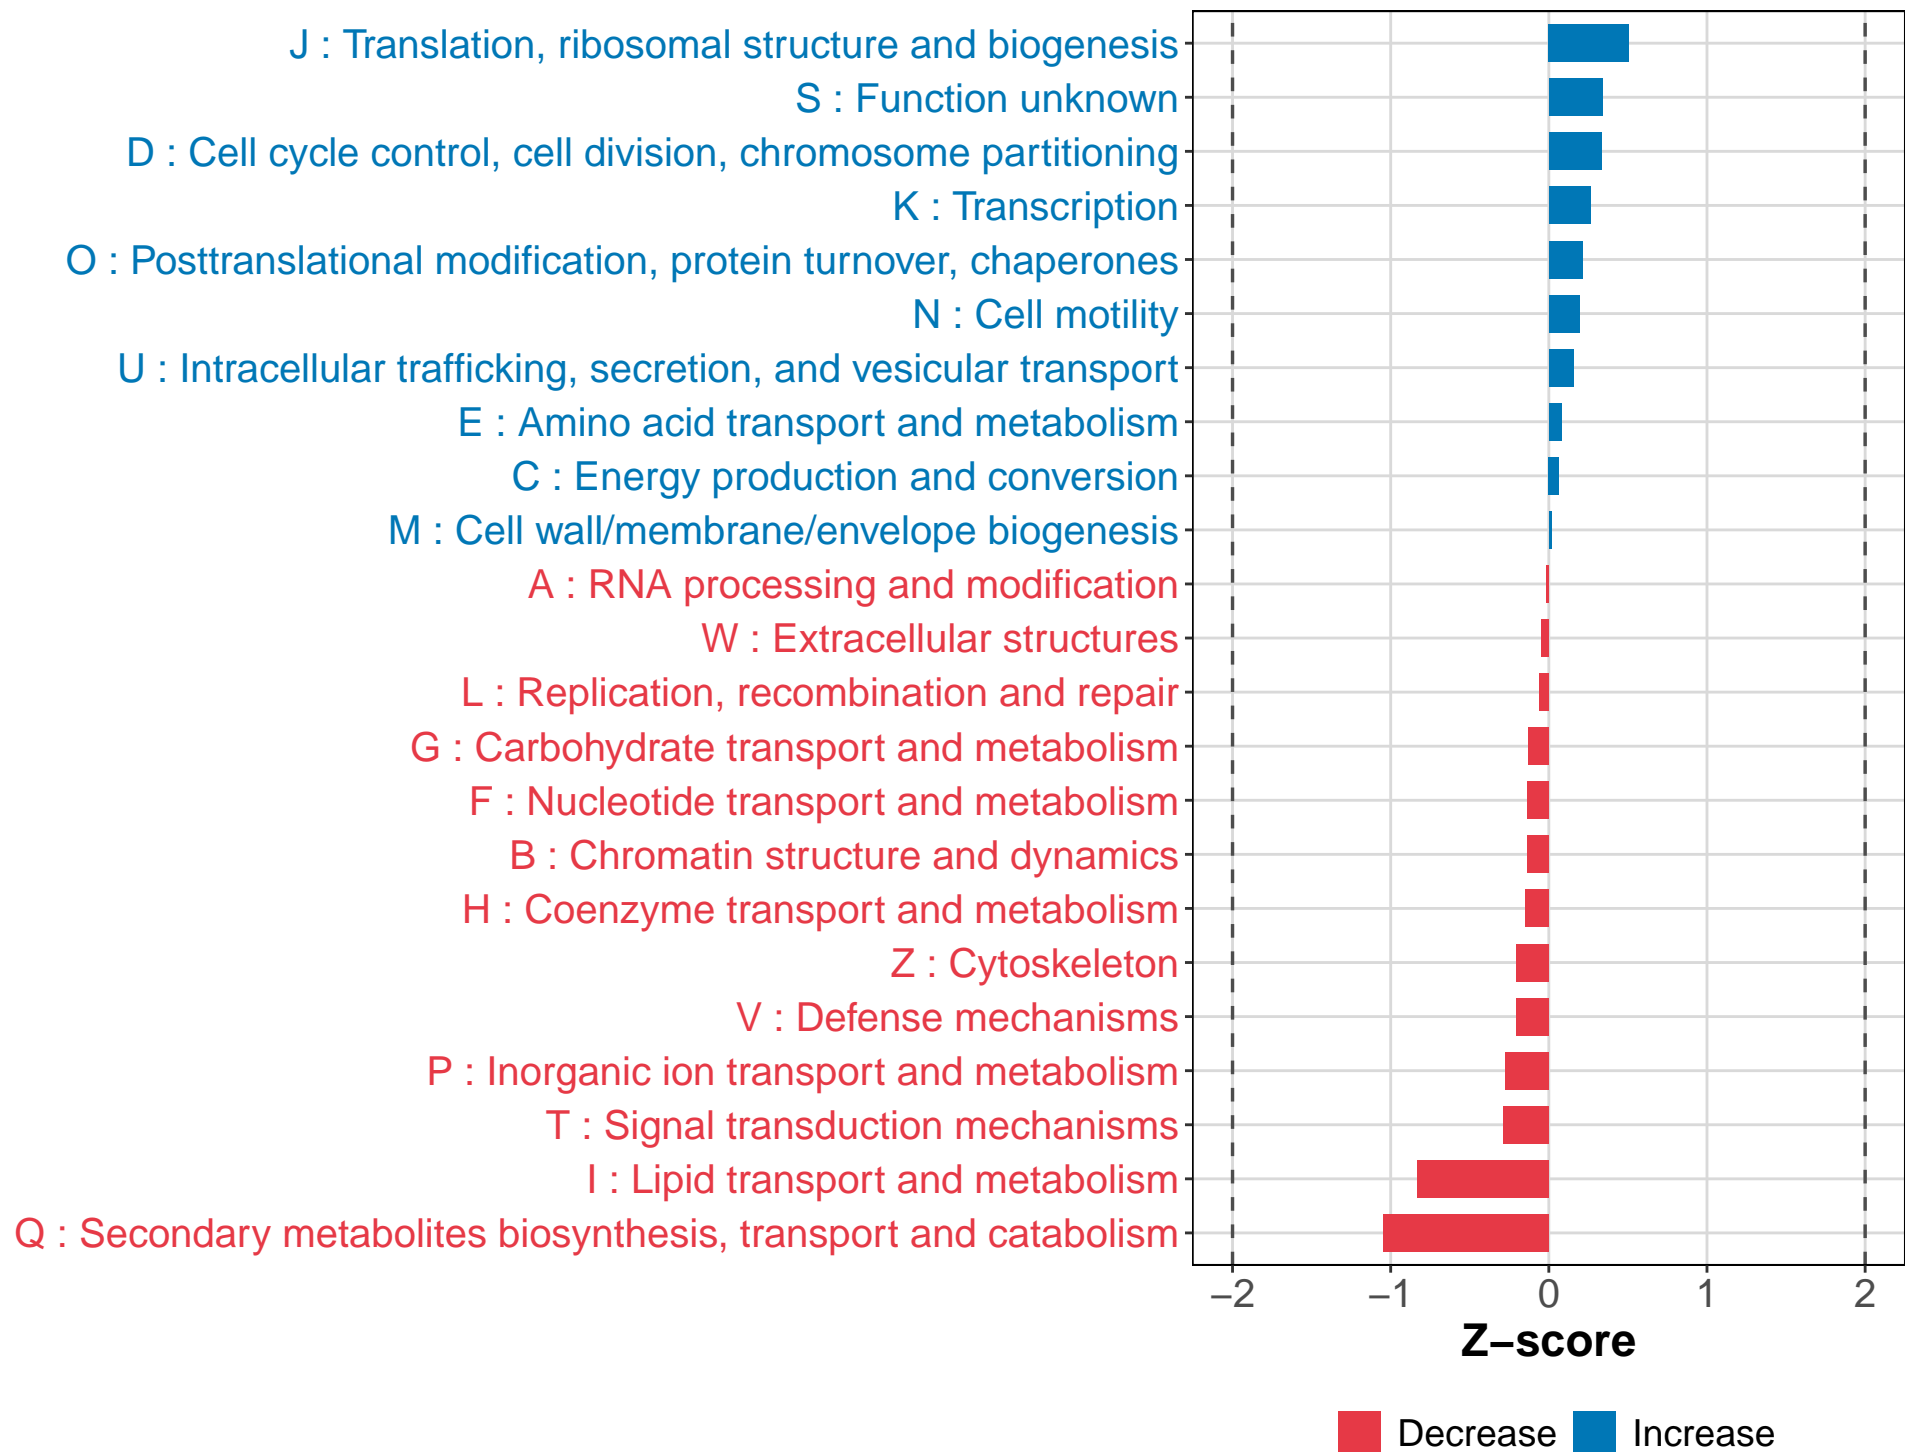 J : Translation, ribosomal structure and biogenesis
S : Function unknown
D : Cell cycle control, cell division, chromosome partitioning
K : Transcription
O : Posttranslational modification, protein turnover, chaperones
N : Cell motility
U : Intracellular trafficking, secretion, and vesicular transport
E : Amino acid transport and metabolism
C : Energy production and conversion
M : Cell wall/membrane/envelope biogenesis
A : RNA processing and modification
W : Extracellular structures
L : Replication, recombination and repair
G : Carbohydrate transport and metabolism
F : Nucleotide transport and metabolism
B : Chromatin structure and dynamics
H : Coenzyme transport and metabolism
Z : Cytoskeleton
V : Defense mechanisms
P : Inorganic ion transport and metabolism
T : Signal transduction mechanisms
I : Lipid transport and metabolism
Q : Secondary metabolites biosynthesis, transport and catabolism
−2 −1 0 1 2
Z−score
Decrease Increase